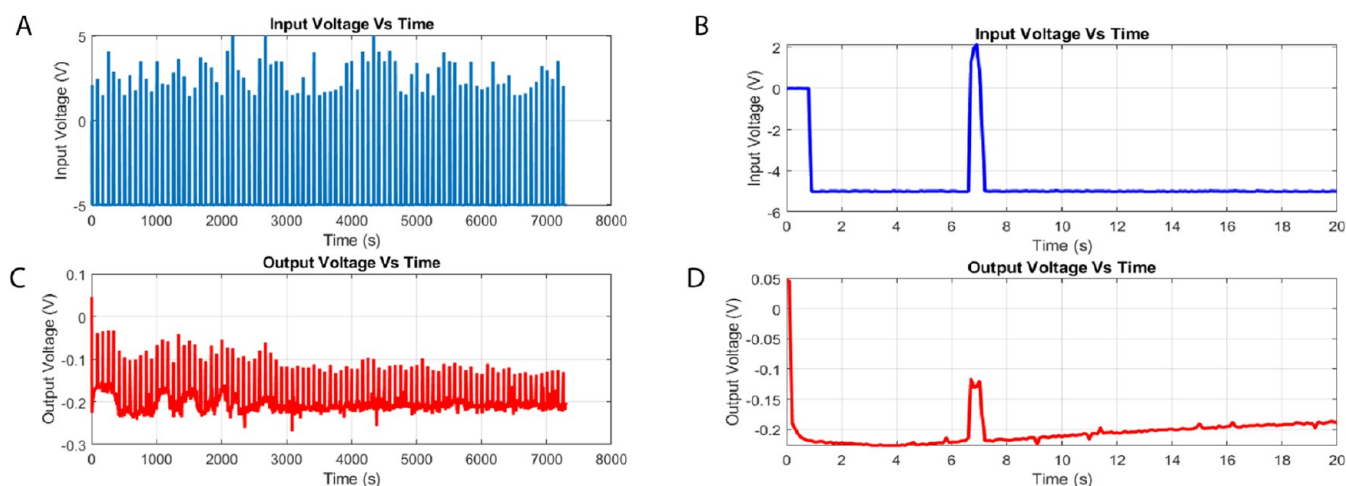 A
Input Voltage Vs Time
Input Voltage (V)
5
0
-5
0 1000 2000 3000 4000 5000 6000 7000 8000
Time (s)
B
Input Voltage Vs Time
Input Voltage (V)
2
0
-2
-4
-6
0 2 4 6 8 10 12 14 16 18 20
Time (s)
C
Output Voltage Vs Time
Output Voltage (V)
0.1
0
-0.1
-0.2
-0.3
0 1000 2000 3000 4000 5000 6000 7000 8000
Time (s)
D
Output Voltage Vs Time
Output Voltage (V)
0.05
0
-0.05
-0.1
-0.15
-0.2
0 2 4 6 8 10 12 14 16 18 20
Time (s)